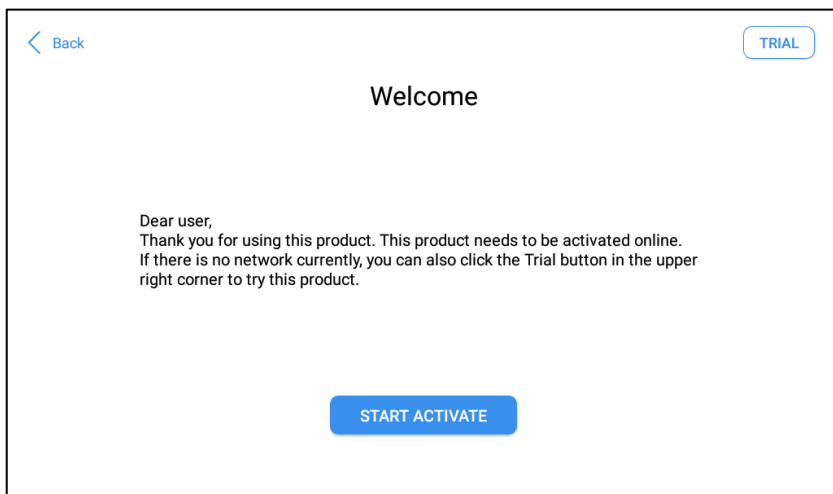 Back
TRIAL
Welcome
Dear user,
Thank you for using this product. This product needs to be activated online.
If there is no network currently, you can also click the Trial button in the upper
right corner to try this product.
START ACTIVATE